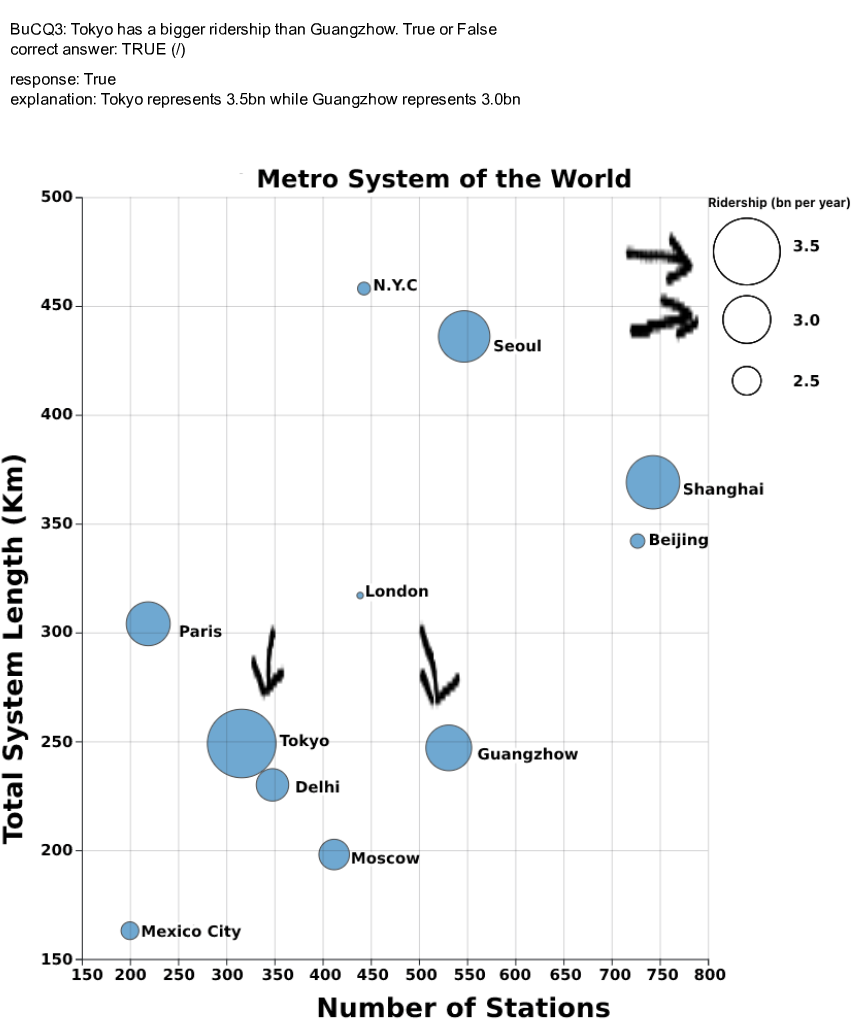 BuCQ3: Tokyo has a bigger ridership than Guangzhow. True or False
correct answer: TRUE (/)
response: True
explanation: Tokyo represents 3.5bn while Guangzhow represents 3.0bn
Metro System of the World
Ridership (bn per year)
3.5
3.0
2.5
Total System Length (Km)
500
450
400
350
300
250
200
150
N.Y.C
Seoul
Shanghai
Beijing
London
Paris
Tokyo
Guangzhow
Delhi
Moscow
Mexico City
150 200 250 300 350 400 450 500 550 600 650 700 750 800
Number of Stations